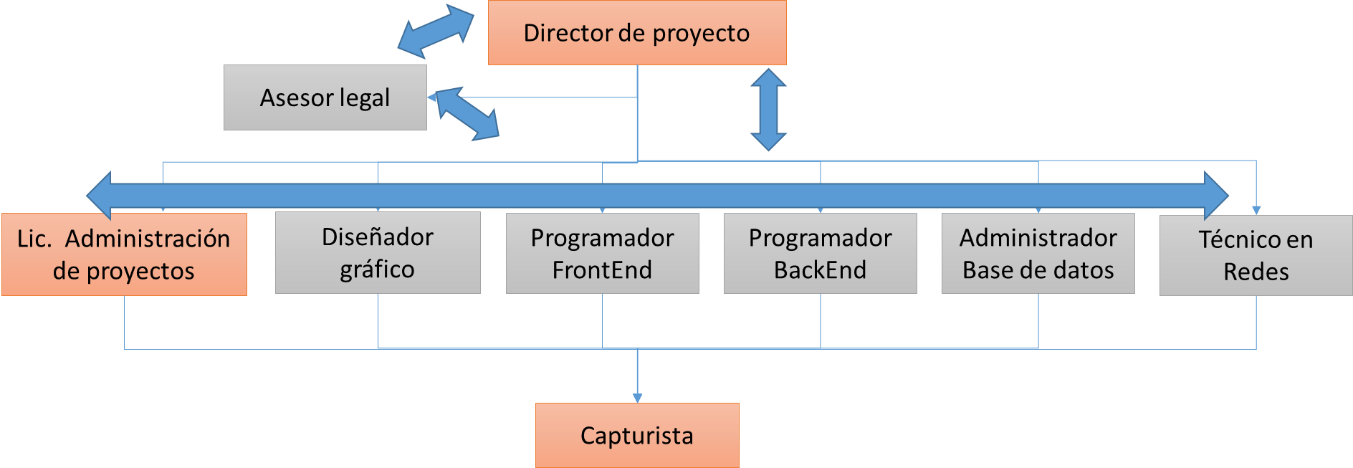 Director de proyecto
Asesor legal
Lic. Administración
de proyectos
Diseñador
gráfico
Programador
FrontEnd
Programador
BackEnd
Administrador
Base de datos
Técnico en
Redes
Capturista